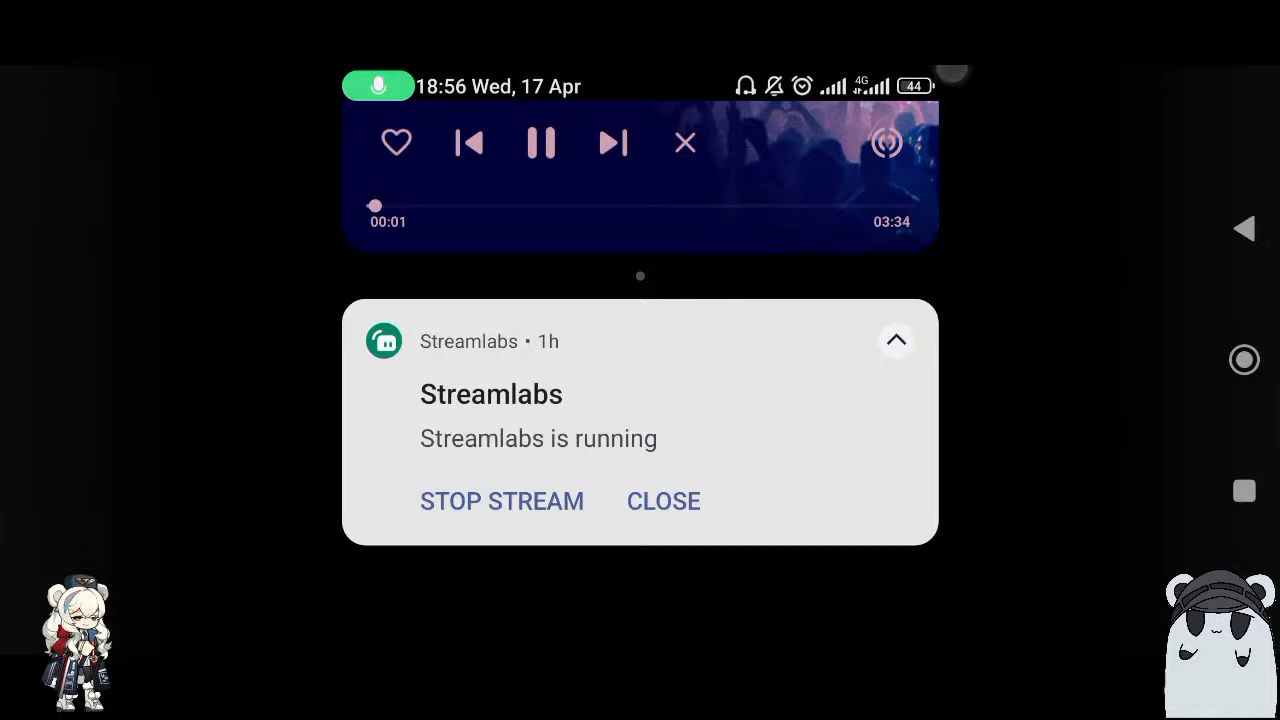 18:56 Wed, 17 Apr 4G 44
00:01 03:34
Streamlabs • 1h
Streamlabs
Streamlabs is running
STOP STREAM CLOSE